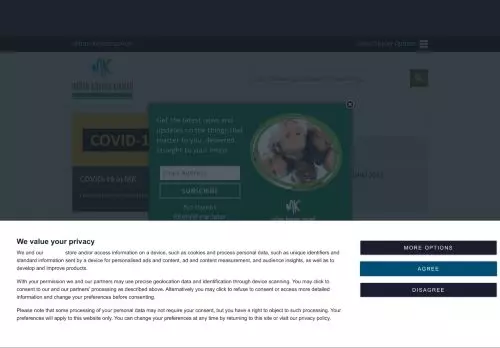 COVID-1
Get the latest news and
updates on the things that
matter to you, delivered
straight to your inbox
Email Address
SUBSCRIBE
We value your privacy
We and our store and/or access information on a device, such as cookies and process personal data, such as unique identifiers and
standard information sent by a device for personalised ads and content, ad and content measurement, and audience insights, as well as to
develop and improve products.
With your permission we and our partners may use precise geolocation data and identification through device scanning. You may click to
consent to our and our partners' processing as described above. Alternatively you may click to refuse to consent or access more detailed
information and change your preferences before consenting.
Please note that some processing of your personal data may not require your consent, but you have a right to object to such processing. Your
preferences will apply to this website only. You can change your preferences at any time by returning to this site or visit our privacy policy.
MORE OPTIONS
AGREE
DISAGREE